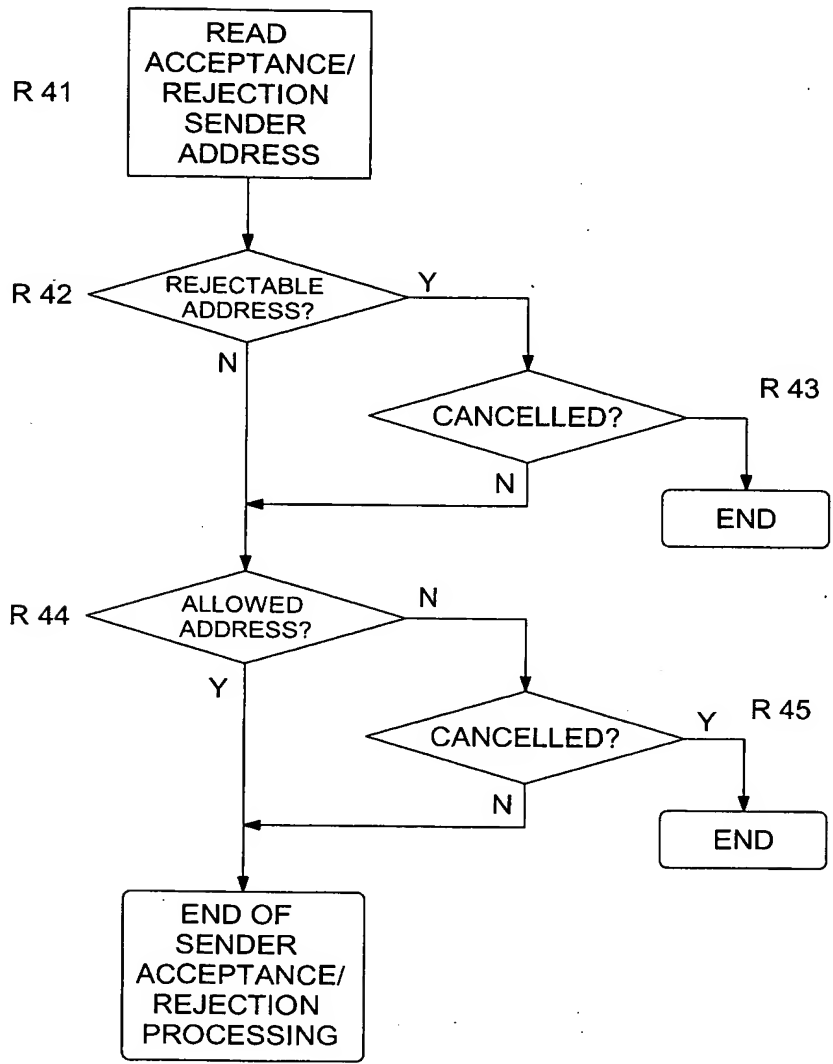 READ
ACCEPTANCE/
REJECTION
SENDER
ADDRESS
R 41
REJECTABLE
ADDRESS?
R 42
Y
N
CANCELLED?
R 43
N
END
ALLOWED
ADDRESS?
R 44
N
Y
CANCELLED?
R 45
Y
N
END
END OF
SENDER
ACCEPTANCE/
REJECTION
PROCESSING